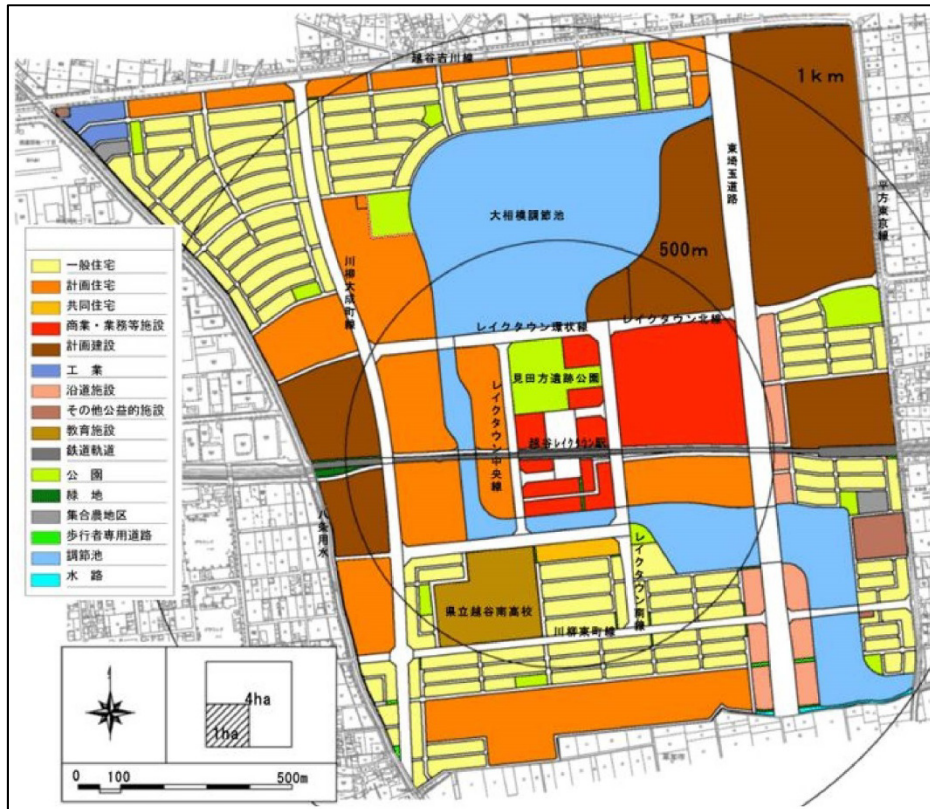 越谷吉川線
1km
東埼玉道路
平方東京線
大相模調節池
500m
川柳大成町線
レイクタウン環状線
レイクタウン北線
見田方遺跡公園
レイクタウン中央線
越谷レイクタウン駅
八条用水
レイクタウン南線
県立越谷南高校
川柳東町線
一般住宅
計画住宅
共同住宅
商業・業務等施設
計画建設
工業
沿道施設
その他公益的施設
教育施設
鉄道軌道
公園
緑地
集合農地区
歩行者専用道路
調節池
水路
4ha
1ha
0 100 500m